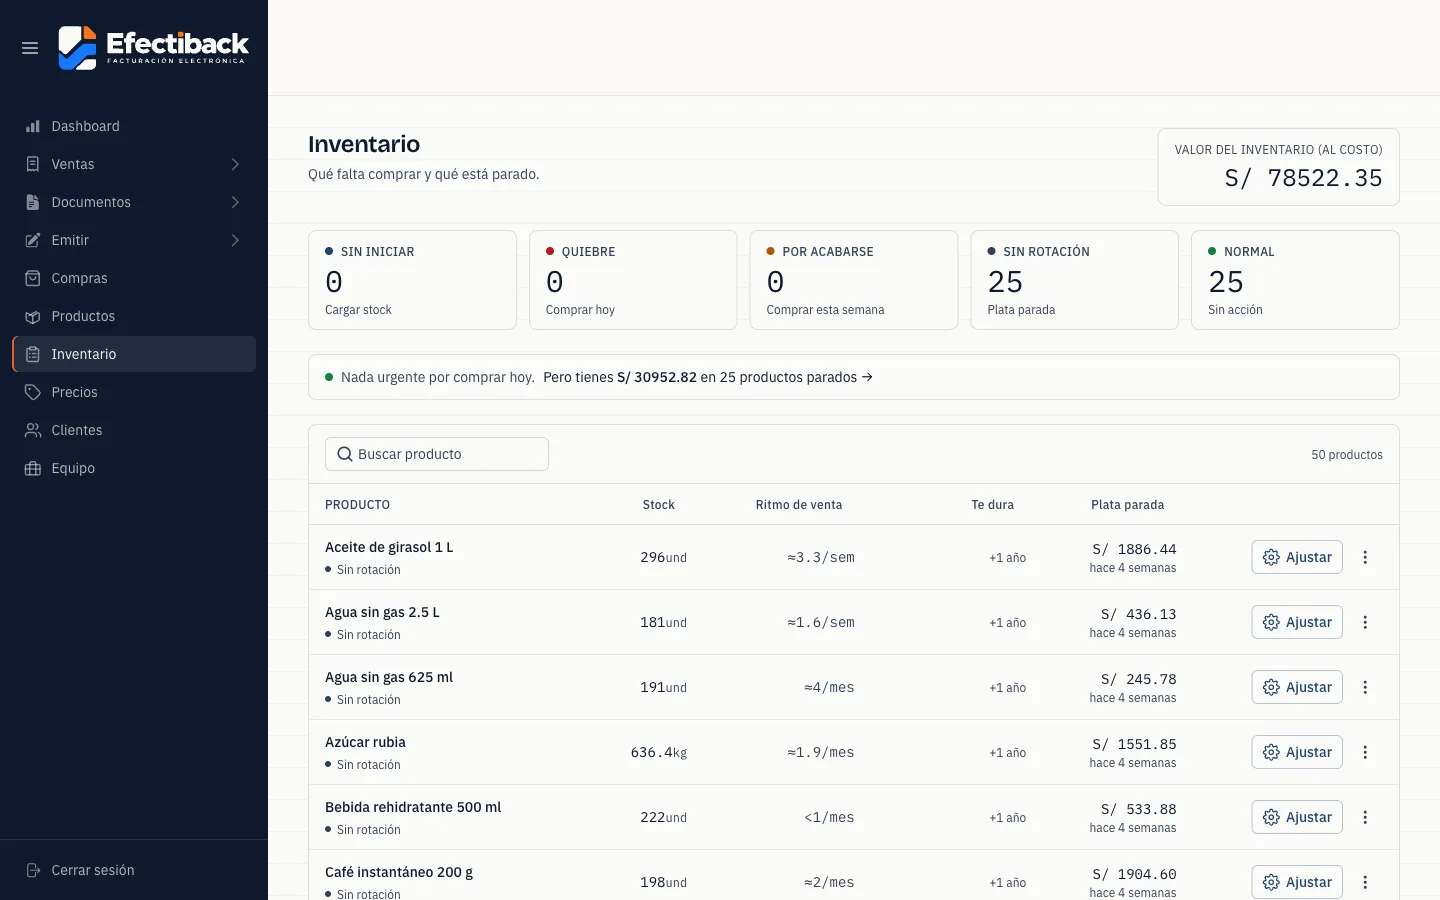 Efectiback
FACTURACIÓN ELECTRÓNICA
Dashboard
Ventas
Documentos
Emitir
Compras
Productos
Inventario
Precios
Clientes
Equipo
Cerrar sesión
Inventario
Qué falta comprar y qué está parado.
VALOR DEL INVENTARIO (AL COSTO)
S/ 78522.35
SIN INICIAR
0
Cargar stock
QUIEBRE
0
Comprar hoy
POR ACABARSE
0
Comprar esta semana
SIN ROTACIÓN
25
Plata parada
NORMAL
25
Sin acción
Nada urgente por comprar hoy. Pero tienes S/ 30952.82 en 25 productos parados →
Buscar producto
50 productos
PRODUCTO Stock Ritmo de venta Te dura Plata parada
Aceite de girasol 1 L
Sin rotación
296und ≈3.3/sem +1 año S/ 1886.44
hace 4 semanas
Ajustar
Agua sin gas 2.5 L
Sin rotación
181und ≈1.6/sem +1 año S/ 436.13
hace 4 semanas
Ajustar
Agua sin gas 625 ml
Sin rotación
191und ≈4/mes +1 año S/ 245.78
hace 4 semanas
Ajustar
Azúcar rubia
Sin rotación
636.4kg ≈1.9/mes +1 año S/ 1551.85
hace 4 semanas
Ajustar
Bebida rehidratante 500 ml
Sin rotación
222und <1/mes +1 año S/ 533.88
hace 4 semanas
Ajustar
Café instantáneo 200 g
Sin rotación
198und ≈2/mes +1 año S/ 1904.60
hace 4 semanas
Ajustar